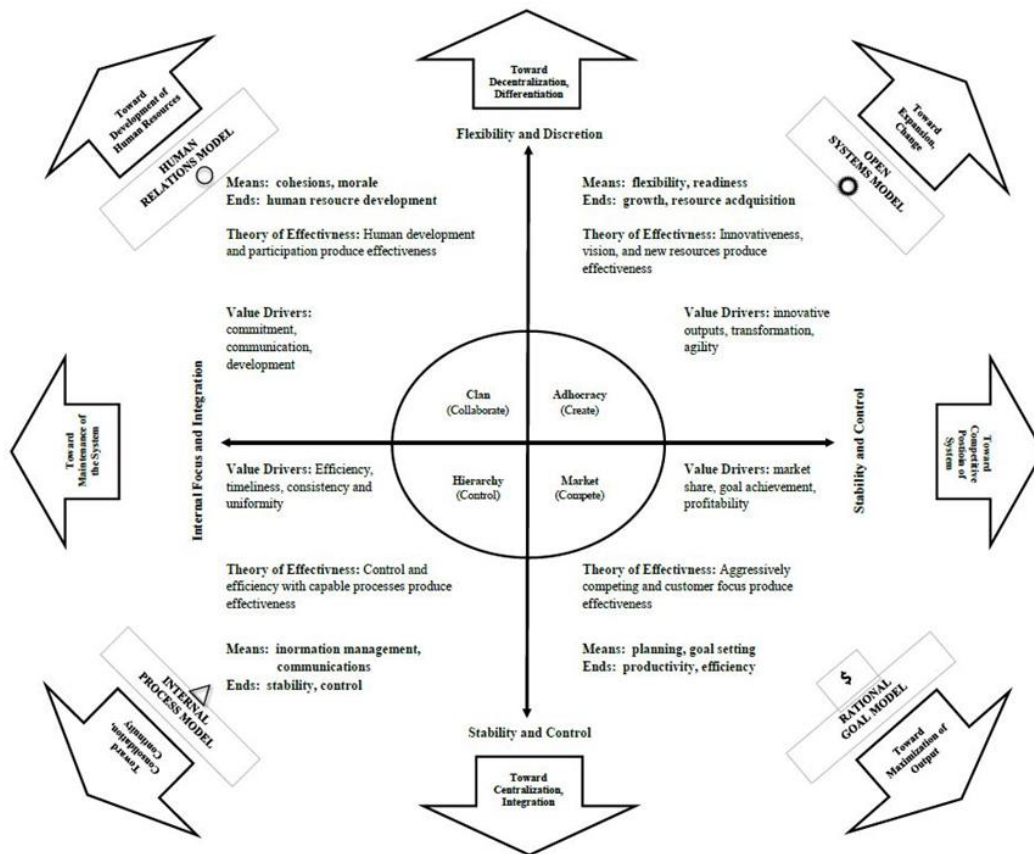 Toward
Decentralization,
Differentiation
Toward
Development of
Human Resources
HUMAN
RELATIONS MODEL
Toward
Expansion,
Change
OPEN
SYSTEMS MODEL
Flexibility and Discretion
Means: cohesions, morale
Ends: human resoucre development
Theory of Effectiveness: Human development
and participation produce effectiveness
Value Drivers:
commitment,
communication,
development
Means: flexibility, readiness
Ends: growth, resource acdquisition
Theory of Effectiveness: Innovativeness,
vision, and new resources produce
effectiveness
Value Drivers: innovative
outputs, transformation,
agility
Toward
Maintenance of
the System
Internal Focus and Integration
Clan
(Collaborate)
Adhocracy
(Create)
Hierarchy
(Control)
Market
(Compete)
Stability and Control
Toward
Competitive
Postioin of
System
Value Drivers: Efficiency,
timeliness, consistency and
uniformity
Theory of Effectiveness: Control and
efficiency with capable processes produce
effectiveness
Means: inormation management,
communications
Ends: stability, control
Value Drivers: market
share, goal achievement,
profitability
Theory of Effectiveness: Aggressively
competing and customer focus produce
effectiveness
Means: planning, goal setting
Ends: productivity, efficiency
INTERNAL
PROCESS MODEL
Toward
Consolidation,
Continuity
$
RATIONAL
GOAL MODEL
Toward
Maximization of
Output
Stability and Control
Toward
Centralization,
Integration